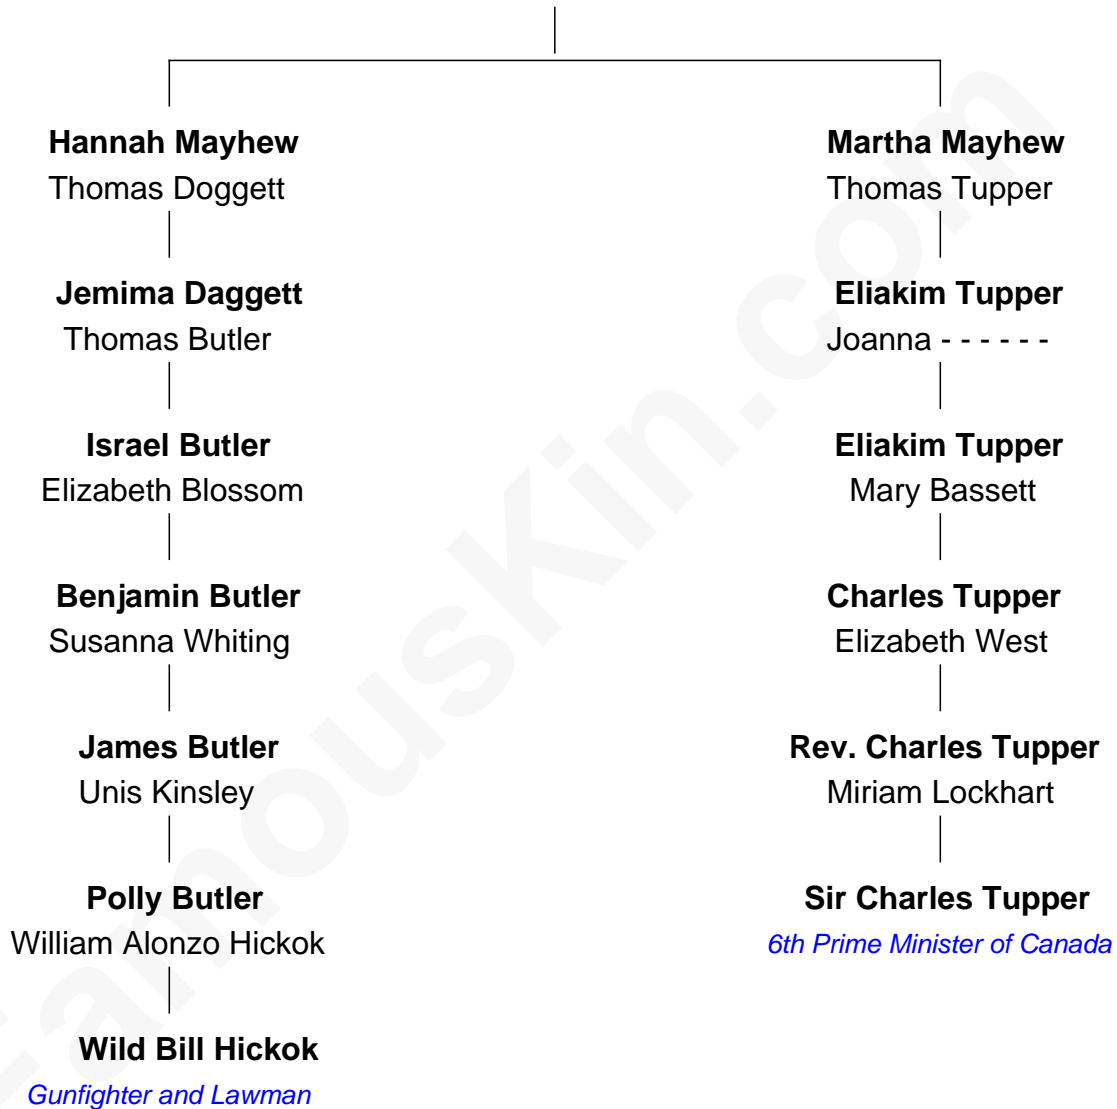 Hannah Mayhew
Thomas Doggett
Jemima Daggett
Thomas Butler
Israel Butler
Elizabeth Blossom
Benjamin Butler
Susanna Whiting
James Butler
Unis Kinsley
Polly Butler
William Alonzo Hickok
Wild Bill Hickok
Gunfighter and Lawman
Martha Mayhew
Thomas Tupper
Eliakim Tupper
Joanna - - - - - -
Eliakim Tupper
Mary Bassett
Charles Tupper
Elizabeth West
Rev. Charles Tupper
Miriam Lockhart
Sir Charles Tupper
6th Prime Minister of Canada
FamousKin.com